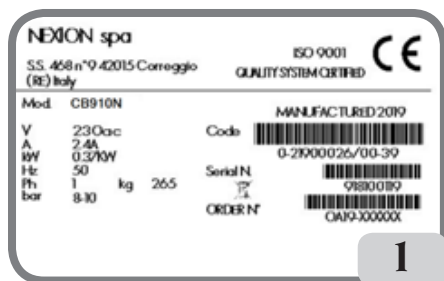 NEXION spa
S.S. 468 n°9 42015 Correggio
(RE) Italy
ISO 9001
QUALITY SYSTEM CERTIFIED
CE
Mod. CB910N
MANUFACTURED 2019
V 230ac
A 2.4A
kW 0.37KW
Hz 50
Ph 1 kg 265
bar 8-10
Code
0-21900026/00-39
Serial N.
918100119
ORDER N°
OA19-XXXXXX
1